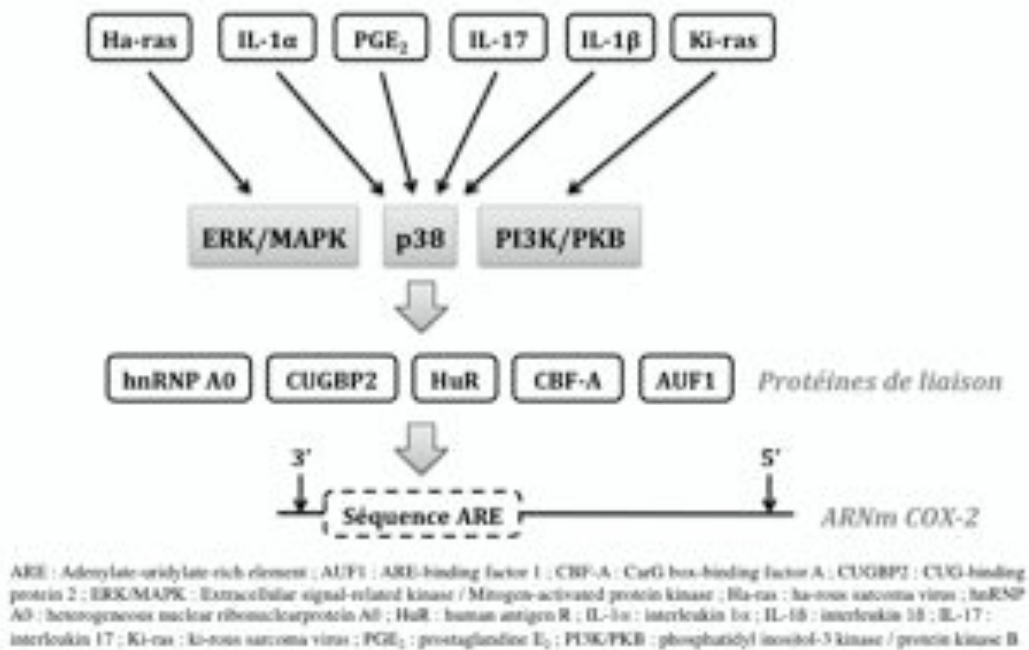 Ha-ras IL-1α PGE₂ IL-17 IL-1β Ki-ras
ERK/MAPK p38 PI3K/PKB
hnRNP A0 CUGBP2 HuR CBF-A AUF1 Protéines de liaison
3' 5'
Séquence ARE ARNm COX-2
ARE : Adenylate-uridylate-rich element ; AUF1 : ARE-binding factor 1 ; CBF-A : CarG box-binding factor A ; CUGBP2 : CUG-binding
protein 2 ; ERK/MAPK : Extracellular signal-related kinase / Mitogen-activated protein kinase ; Ha-ras : ha-rous sarcoma virus ; hnRNP
A0 : heterogeneous nuclear ribonuclearprotein A0 ; HuR : human antigen R ; IL-1α : interleukin 1α ; IL-1ß : interleukin 1ß ; IL-17 :
interleukin 17 ; Ki-ras : ki-rous sarcoma virus ; PGE₂ : prostaglandine E₂ ; PI3K/PKB : phosphatidyl inositol-3 kinase / protein kinase B